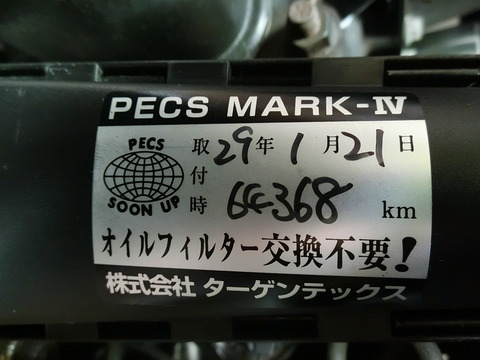 PECS MARK-Ⅳ
PECS
SOON UP
取付時
29年1月21日
64368 km
オイルフィルター交換不要!
株式会社 ターゲンテックス